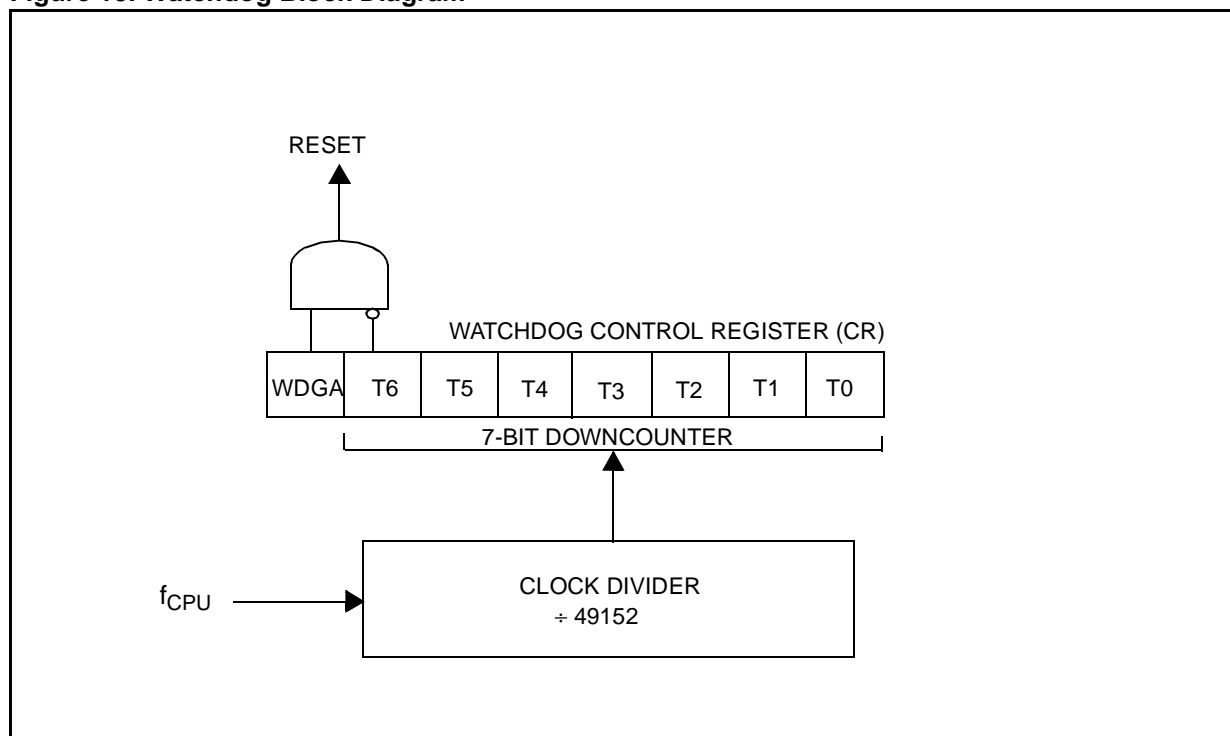 RESET
WATCHDOG CONTROL REGISTER (CR)
WDGA T6 T5 T4 T3 T2 T1 T0
7-BIT DOWNCOUNTER
fCPU
CLOCK DIVIDER
÷ 49152